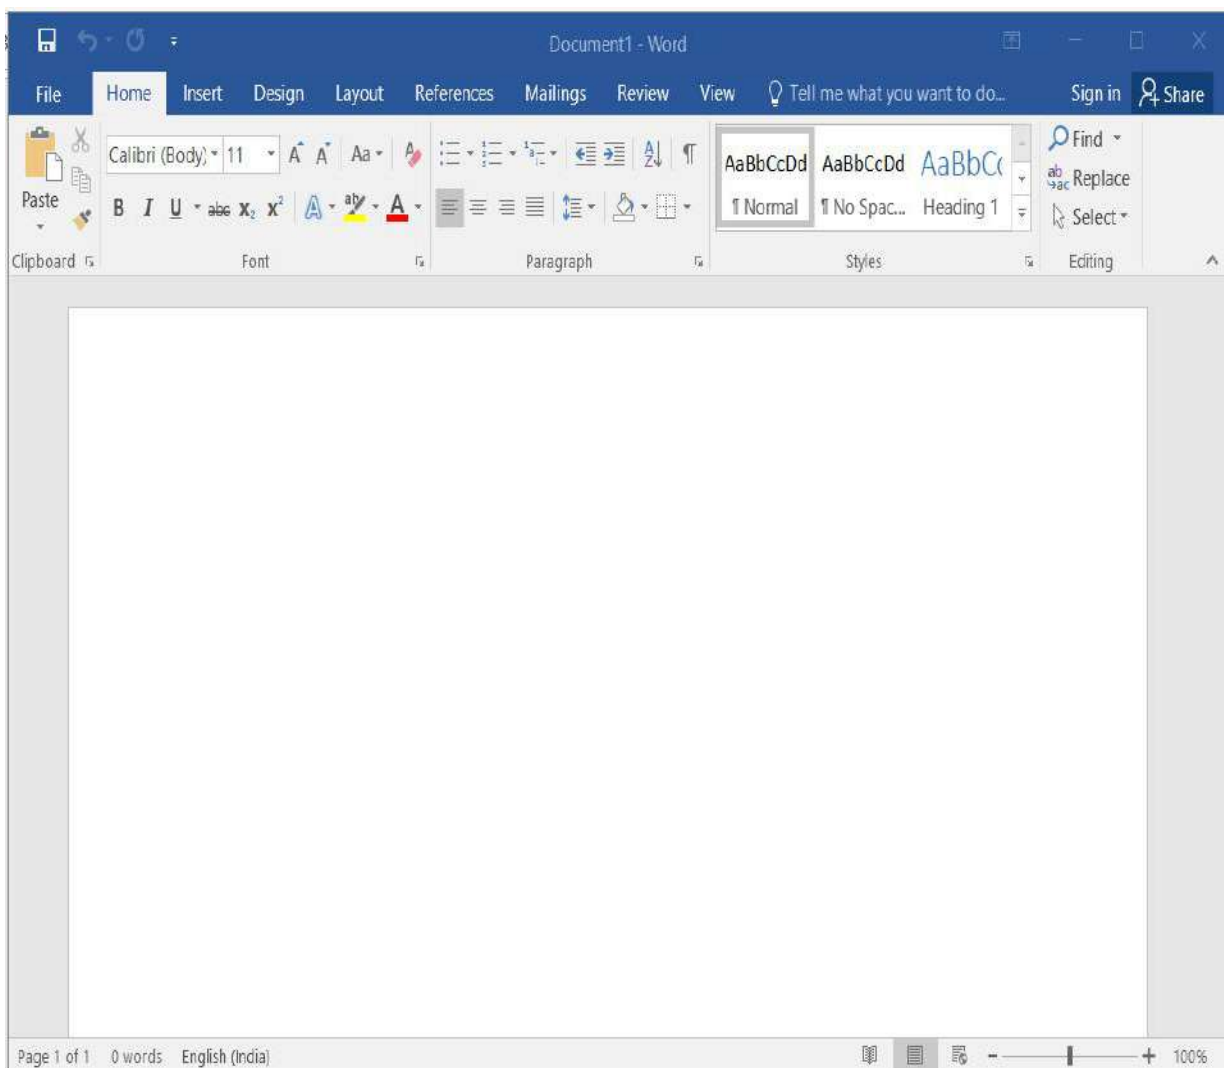 Document1 - Word
File Home Insert Design Layout References Mailings Review View Tell me what you want to do... Sign in Share
Paste
Clipboard
Calibri (Body) 11 A A Aa A
B I U abc X₂ X² A aby A
Font
Paragraph
AaBbCcDd AaBbCcDd AaBbC
¶ Normal ¶ No Spac... Heading 1
Styles
Find
Replace
Select
Editing
Page 1 of 1 0 words English (India) 100%